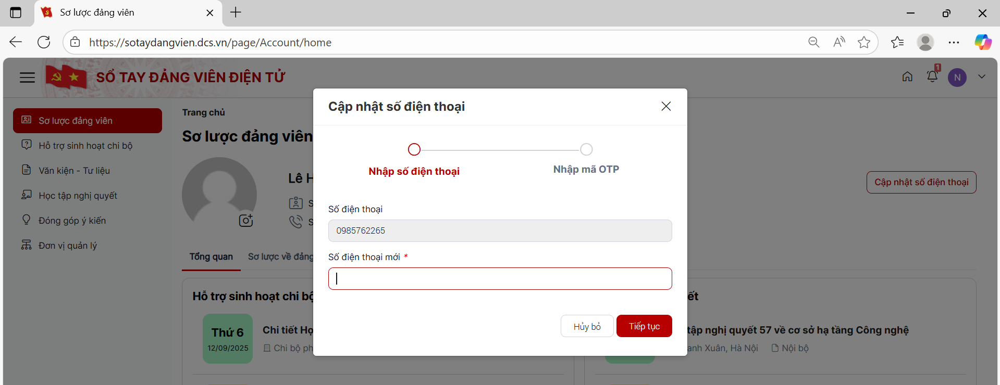 Sơ lược đảng viên
https://sotaydangvien.dcs.vn/page/Account/home
SỔ TAY ĐẢNG VIÊN ĐIỆN TỬ
1
N
Sơ lược đảng viên
Hỗ trợ sinh hoạt chi bộ
Văn kiện - Tư liệu
Học tập nghị quyết
Đóng góp ý kiến
Đơn vị quản lý
Trang chủ
Sơ lược đảng viên
Lê H
S
S
Cập nhật số điện thoại
Tổng quan
Sơ lược về đảng
Cập nhật số điện thoại
Nhập số điện thoại
Nhập mã OTP
Số điện thoại
0985762265
Số điện thoại mới *
Hủy bỏ
Tiếp tục
Hỗ trợ sinh hoạt chi bộ
Thứ 6
12/09/2025
Chi tiết Họ
Chi bộ ph
ết
tập nghị quyết 57 về cơ sở hạ tầng Công nghệ
anh Xuân, Hà Nội
Nội bộ